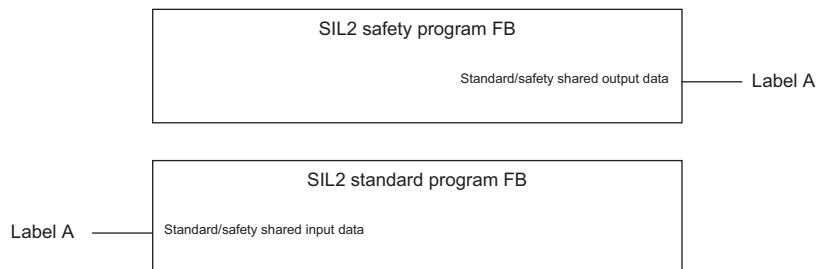 SIL2 safety program FB
Standard/safety shared output data
Label A
SIL2 standard program FB
Label A
Standard/safety shared input data